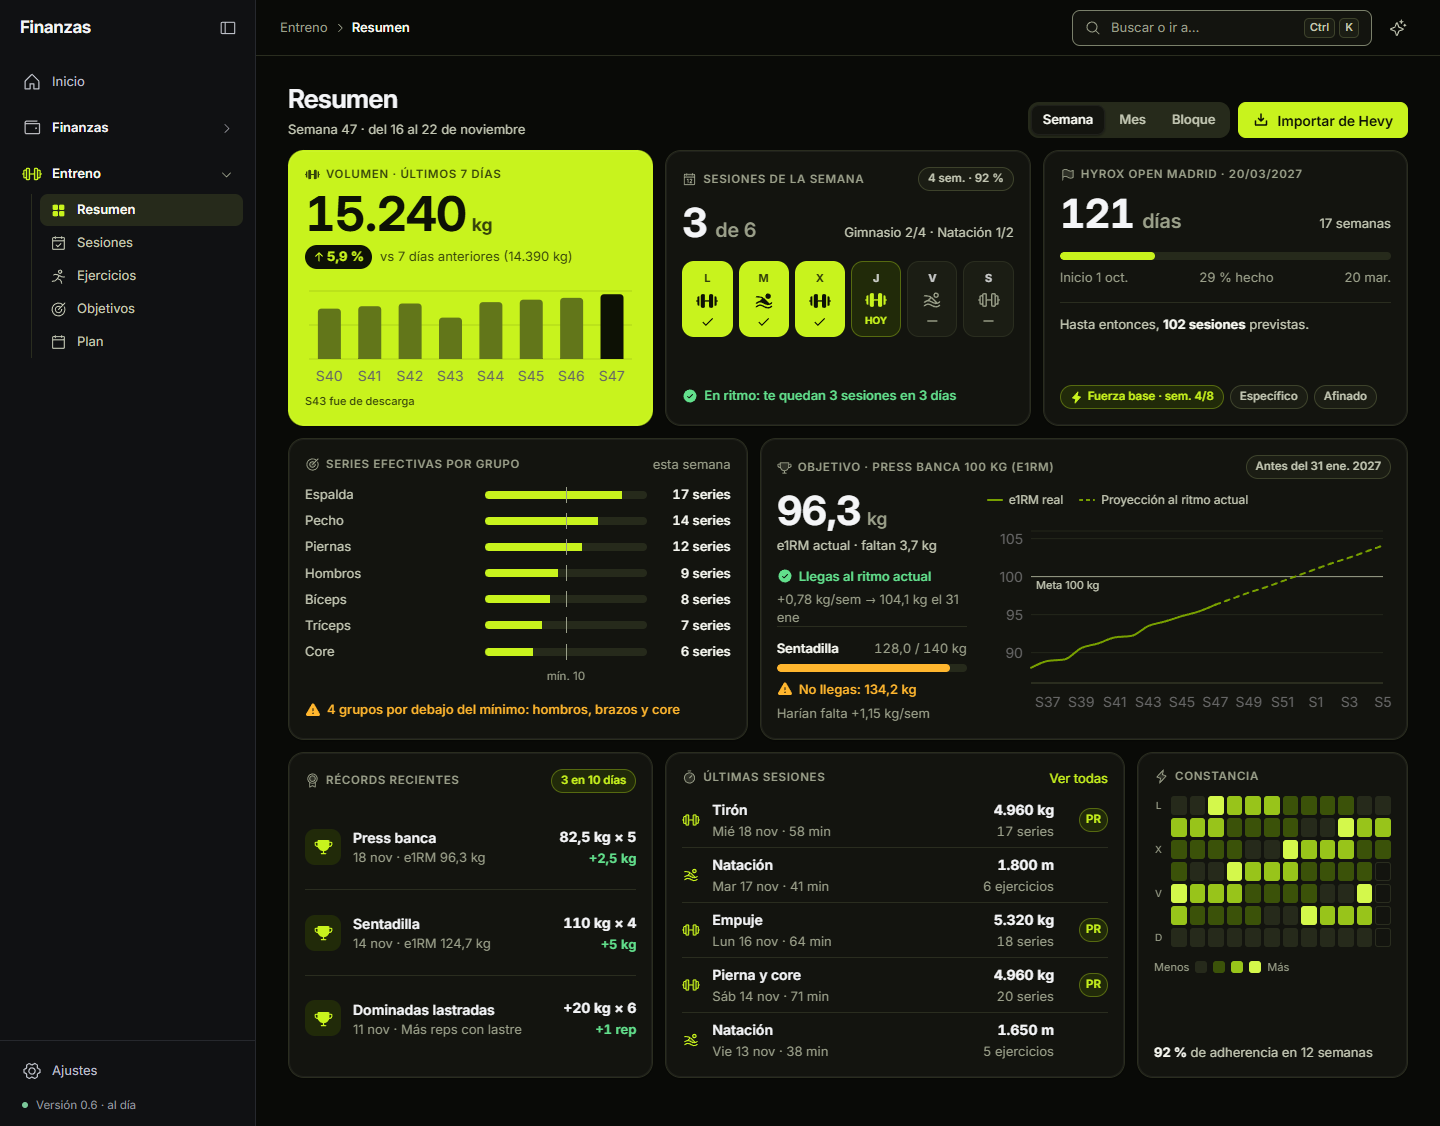 Finanzas
Inicio
Finanzas
Entreno
Resumen
Sesiones
Ejercicios
Objetivos
Plan
Ajustes
Versión 0.6 · al día
Entreno > Resumen
Buscar o ir a...
Ctrl K
Resumen
Semana 47 · del 16 al 22 de noviembre
Semana Mes Bloque
Importar de Hevy
VOLUMEN · ÚLTIMOS 7 DÍAS
15.240 kg
↑ 5,9 % vs 7 días anteriores (14.390 kg)
S40 S41 S42 S43 S44 S45 S46 S47
S43 fue de descarga
SESIONES DE LA SEMANA
4 sem. · 92 %
3 de 6
Gimnasio 2/4 · Natación 1/2
L M X J V S
HOY
En ritmo: te quedan 3 sesiones en 3 días
HYROX OPEN MADRID · 20/03/2027
121 días
17 semanas
Inicio 1 oct. 29 % hecho 20 mar.
Hasta entonces, 102 sesiones previstas.
Fuerza base · sem. 4/8 Específico Afinado
SERIES EFECTIVAS POR GRUPO
esta semana
Espalda 17 series
Pecho 14 series
Piernas 12 series
Hombros 9 series
Bíceps 8 series
Tríceps 7 series
Core 6 series
mín. 10
4 grupos por debajo del mínimo: hombros, brazos y core
OBJETIVO · PRESS BANCA 100 KG (E1RM)
Antes del 31 ene. 2027
96,3 kg
e1RM actual · faltan 3,7 kg
Llegas al ritmo actual
+0,78 kg/sem → 104,1 kg el 31
ene
Sentadilla 128,0 / 140 kg
No llegas: 134,2 kg
Harían falta +1,15 kg/sem
e1RM real Proyección al ritmo actual
105
100
Meta 100 kg
95
90
S37 S39 S41 S43 S45 S47 S49 S51 S1 S3 S5
RÉCORDS RECIENTES
3 en 10 días
Press banca 82,5 kg × 5
18 nov · e1RM 96,3 kg +2,5 kg
Sentadilla 110 kg × 4
14 nov · e1RM 124,7 kg +5 kg
Dominadas lastradas +20 kg × 6
11 nov · Más reps con lastre +1 rep
ÚLTIMAS SESIONES
Ver todas
Tirón 4.960 kg PR
Mié 18 nov · 58 min 17 series
Natación 1.800 m
Mar 17 nov · 41 min 6 ejercicios
Empuje 5.320 kg PR
Lun 16 nov · 64 min 18 series
Pierna y core 4.960 kg PR
Sáb 14 nov · 71 min 20 series
Natación 1.650 m
Vie 13 nov · 38 min 5 ejercicios
CONSTANCIA
L
X
V
D
Menos Más
92 % de adherencia en 12 semanas